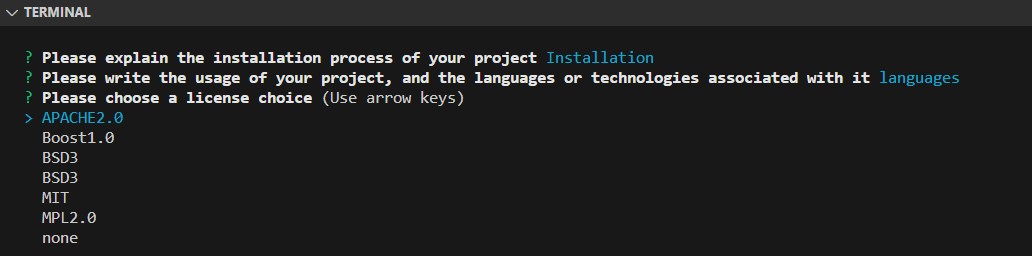 TERMINAL
? Please explain the installation process of your project Installation
? Please write the usage of your project, and the languages or technologies associated with it languages
? Please choose a license choice (Use arrow keys)
> APACHE2.0
Boost1.0
BSD3
BSD3
MIT
MPL2.0
none